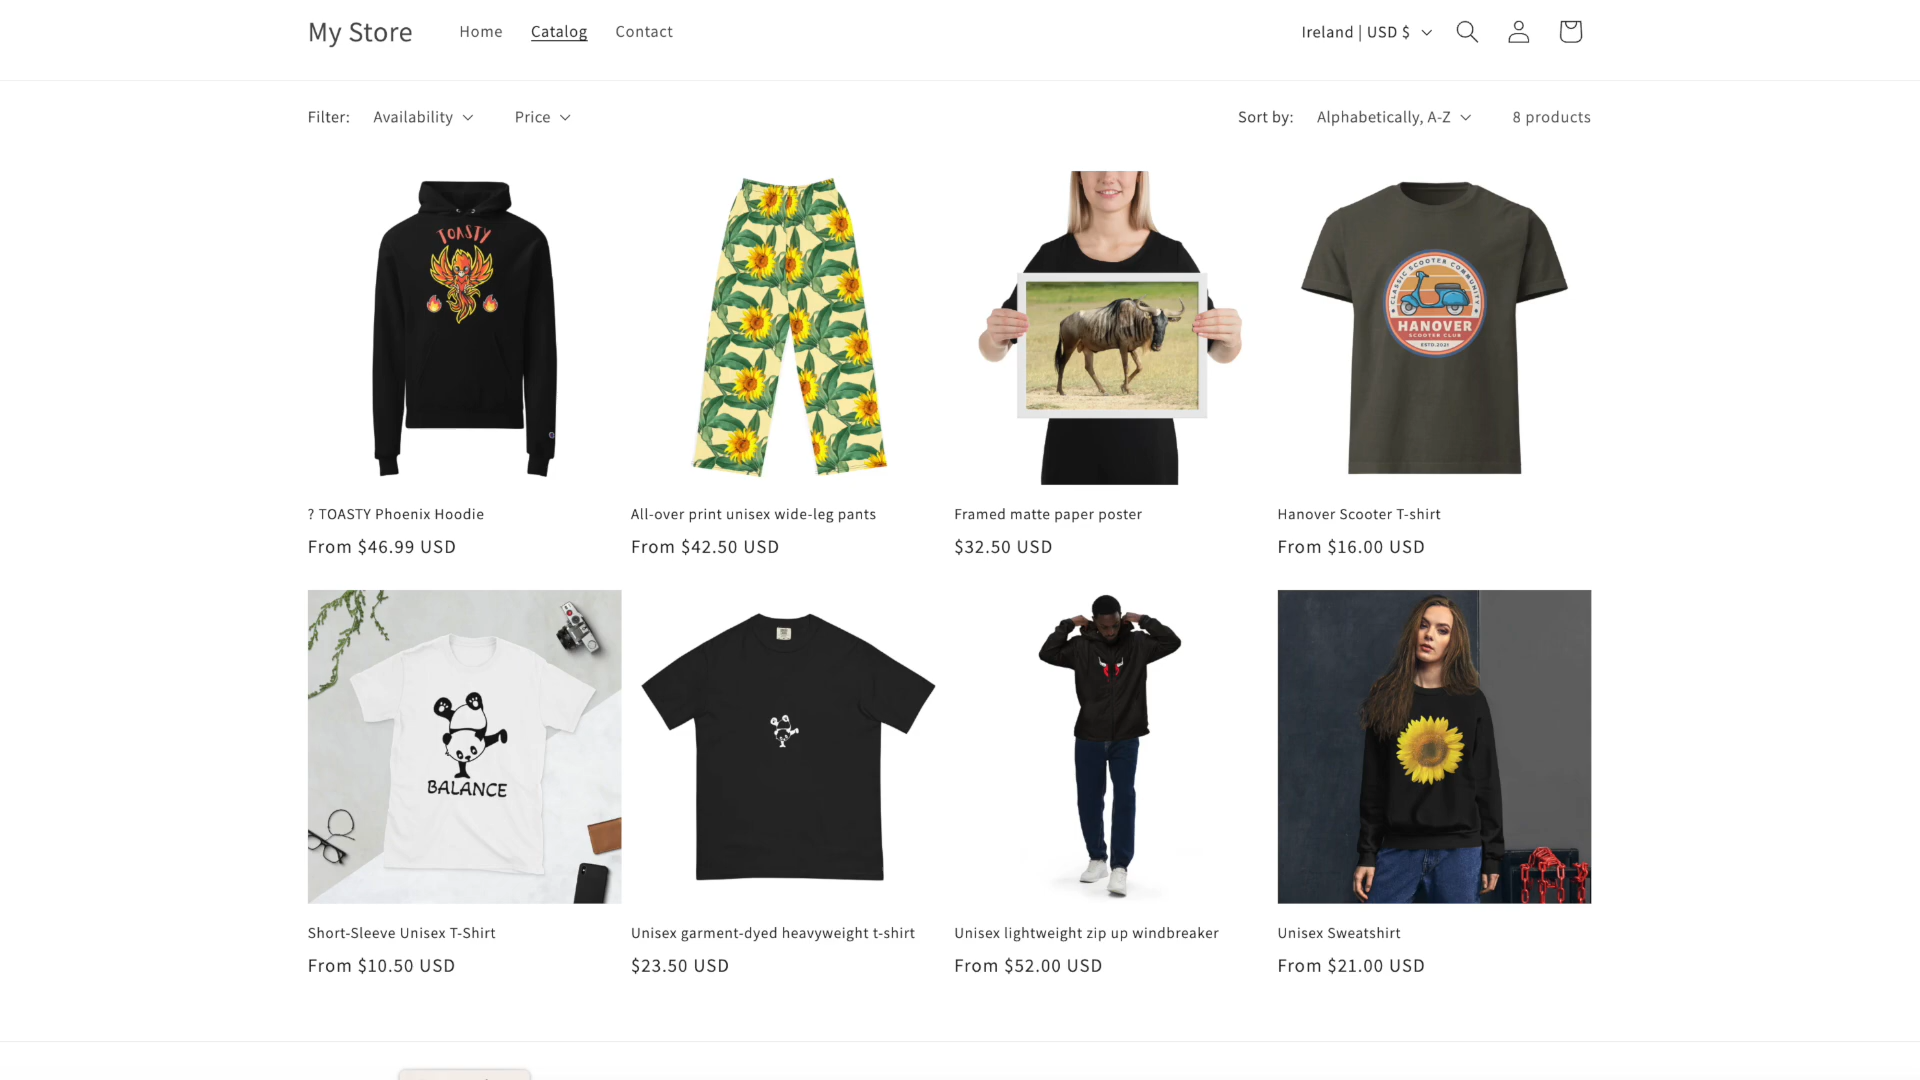 My Store
Home
Catalog
Contact
Ireland | USD $
Filter:
Availability
Price
Sort by:
Alphabetically, A-Z
8 products
TOASTY
CLASSIC SCOOTER COMMUNITY
HANOVER
SCOOTER CLUB
ESTD.2021
? TOASTY Phoenix Hoodie
From $46.99 USD
All-over print unisex wide-leg pants
From $42.50 USD
Framed matte paper poster
$32.50 USD
Hanover Scooter T-shirt
From $16.00 USD
BALANCE
Short-Sleeve Unisex T-Shirt
From $10.50 USD
Unisex garment-dyed heavyweight t-shirt
$23.50 USD
Unisex lightweight zip up windbreaker
From $52.00 USD
Unisex Sweatshirt
From $21.00 USD